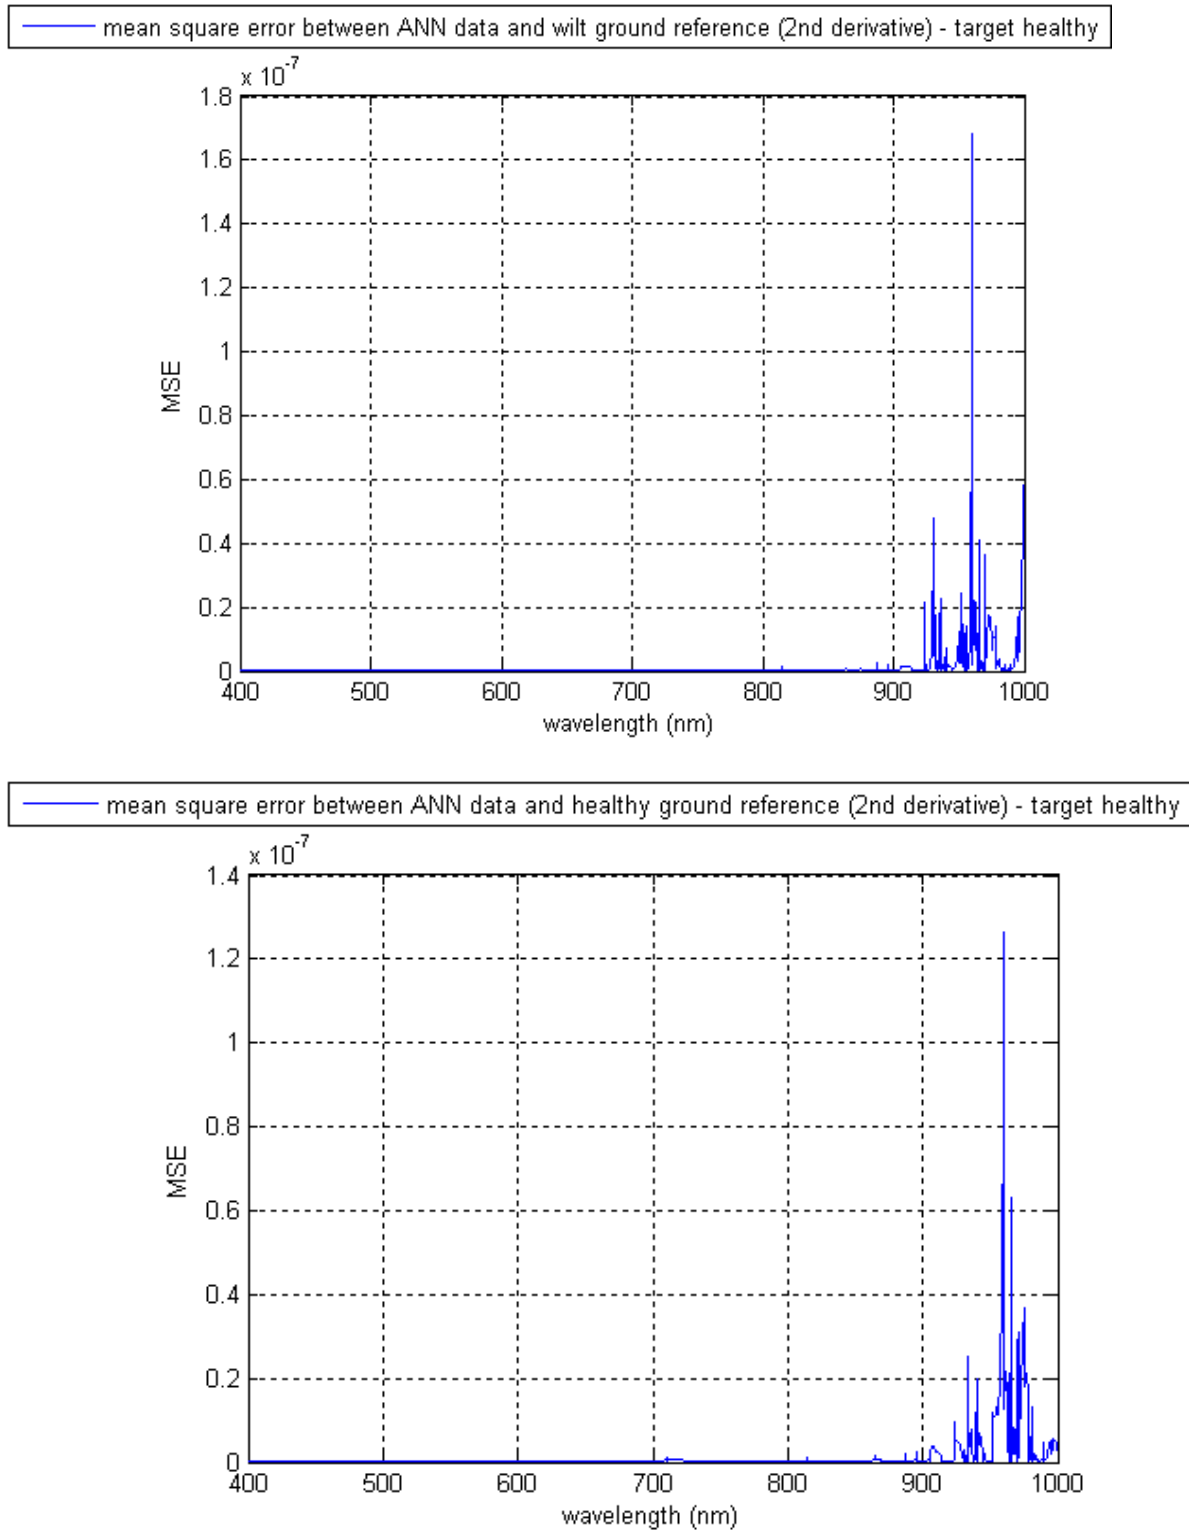 mean square error between ANN data and wilt ground reference (2nd derivative) - target healthy
x 10^-7
1.8
1.6
1.4
1.2
1
0.8
0.6
0.4
0.2
0
MSE
400 500 600 700 800 900 1000
wavelength (nm)
mean square error between ANN data and healthy ground reference (2nd derivative) - target healthy
x 10^-7
1.4
1.2
1
0.8
0.6
0.4
0.2
0
MSE
400 500 600 700 800 900 1000
wavelength (nm)